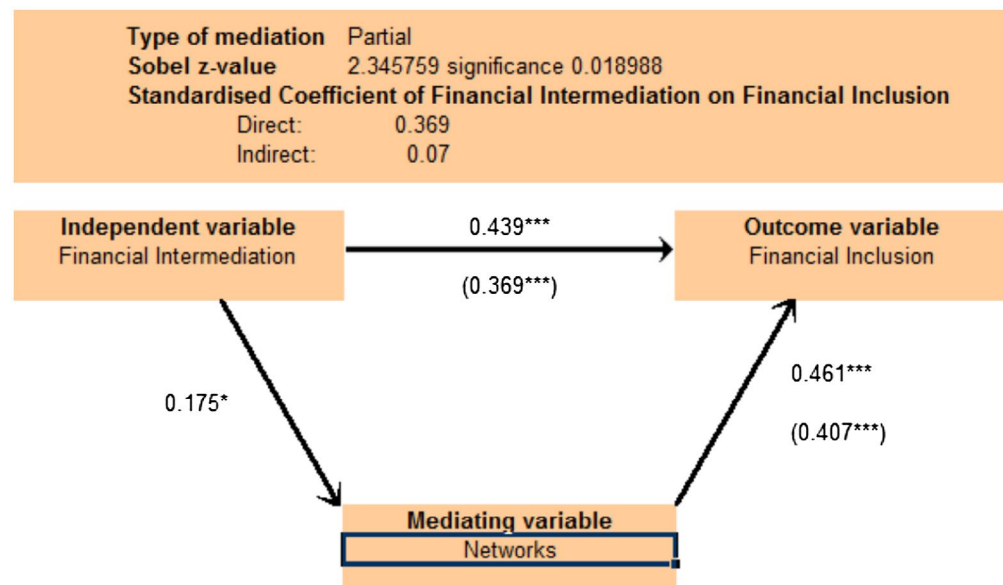 Type of mediation Partial
Sobel z-value 2.345759 significance 0.018988
Standardised Coefficient of Financial Intermediation on Financial Inclusion
Direct: 0.369
Indirect: 0.07
Independent variable
Financial Intermediation
0.439***
(0.369***)
Outcome variable
Financial Inclusion
0.175*
0.461***
(0.407***)
Mediating variable
Networks